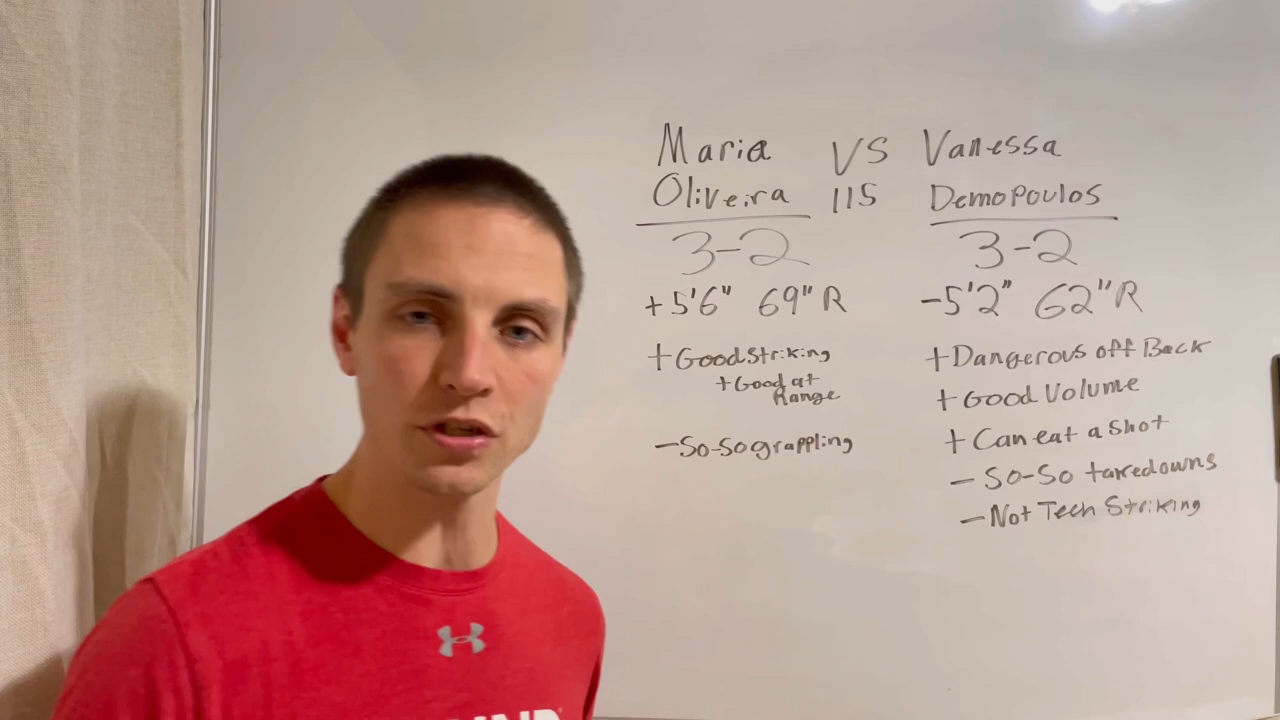 Maria VS Vanessa
Oliveira 115 Demopoulos
3-2 3-2
+5'6" 69"R -5'2" 62"R
+Good Striking +Dangerous off Back
+Good at +Good Volume
Range
-So-So grappling +Can eat a Shot
-So-So takedowns
-Not Tech Striking